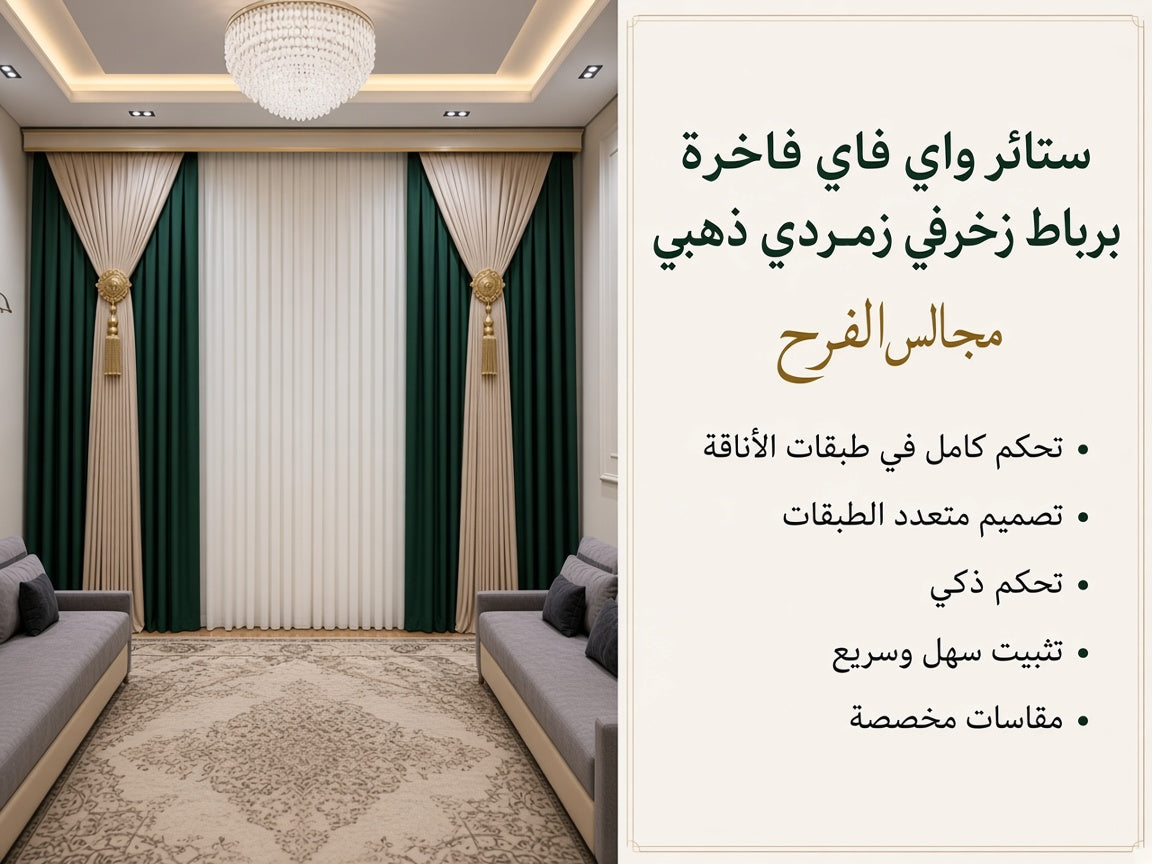 ستائر واي فاي فاخرة
برباط زخرفي زمردي ذهبي
مجالس الفرح
• تحكم كامل في طبقات الأناقة
• تصميم متعدد الطبقات
• تحكم ذكي
• تثبيت سهل وسريع
• مقاسات مخصصة